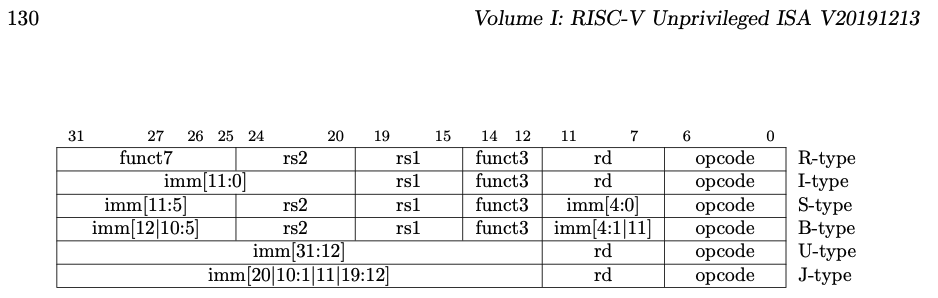 130 Volume I: RISC-V Unprivileged ISA V20191213
31 27 26 25 24 20 19 15 14 12 11 7 6 0
funct7 rs2 rs1 funct3 rd opcode R-type
imm[11:0] rs1 funct3 rd opcode I-type
imm[11:5] rs2 rs1 funct3 imm[4:0] opcode S-type
imm[12|10:5] rs2 rs1 funct3 imm[4:1|11] opcode B-type
imm[31:12] rd opcode U-type
imm[20|10:1|11|19:12] rd opcode J-type